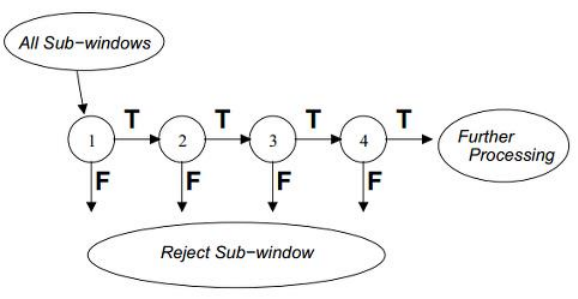 All Sub−windows
T T T T
1 2 3 4
Further
Processing
F F F F
Reject Sub−window